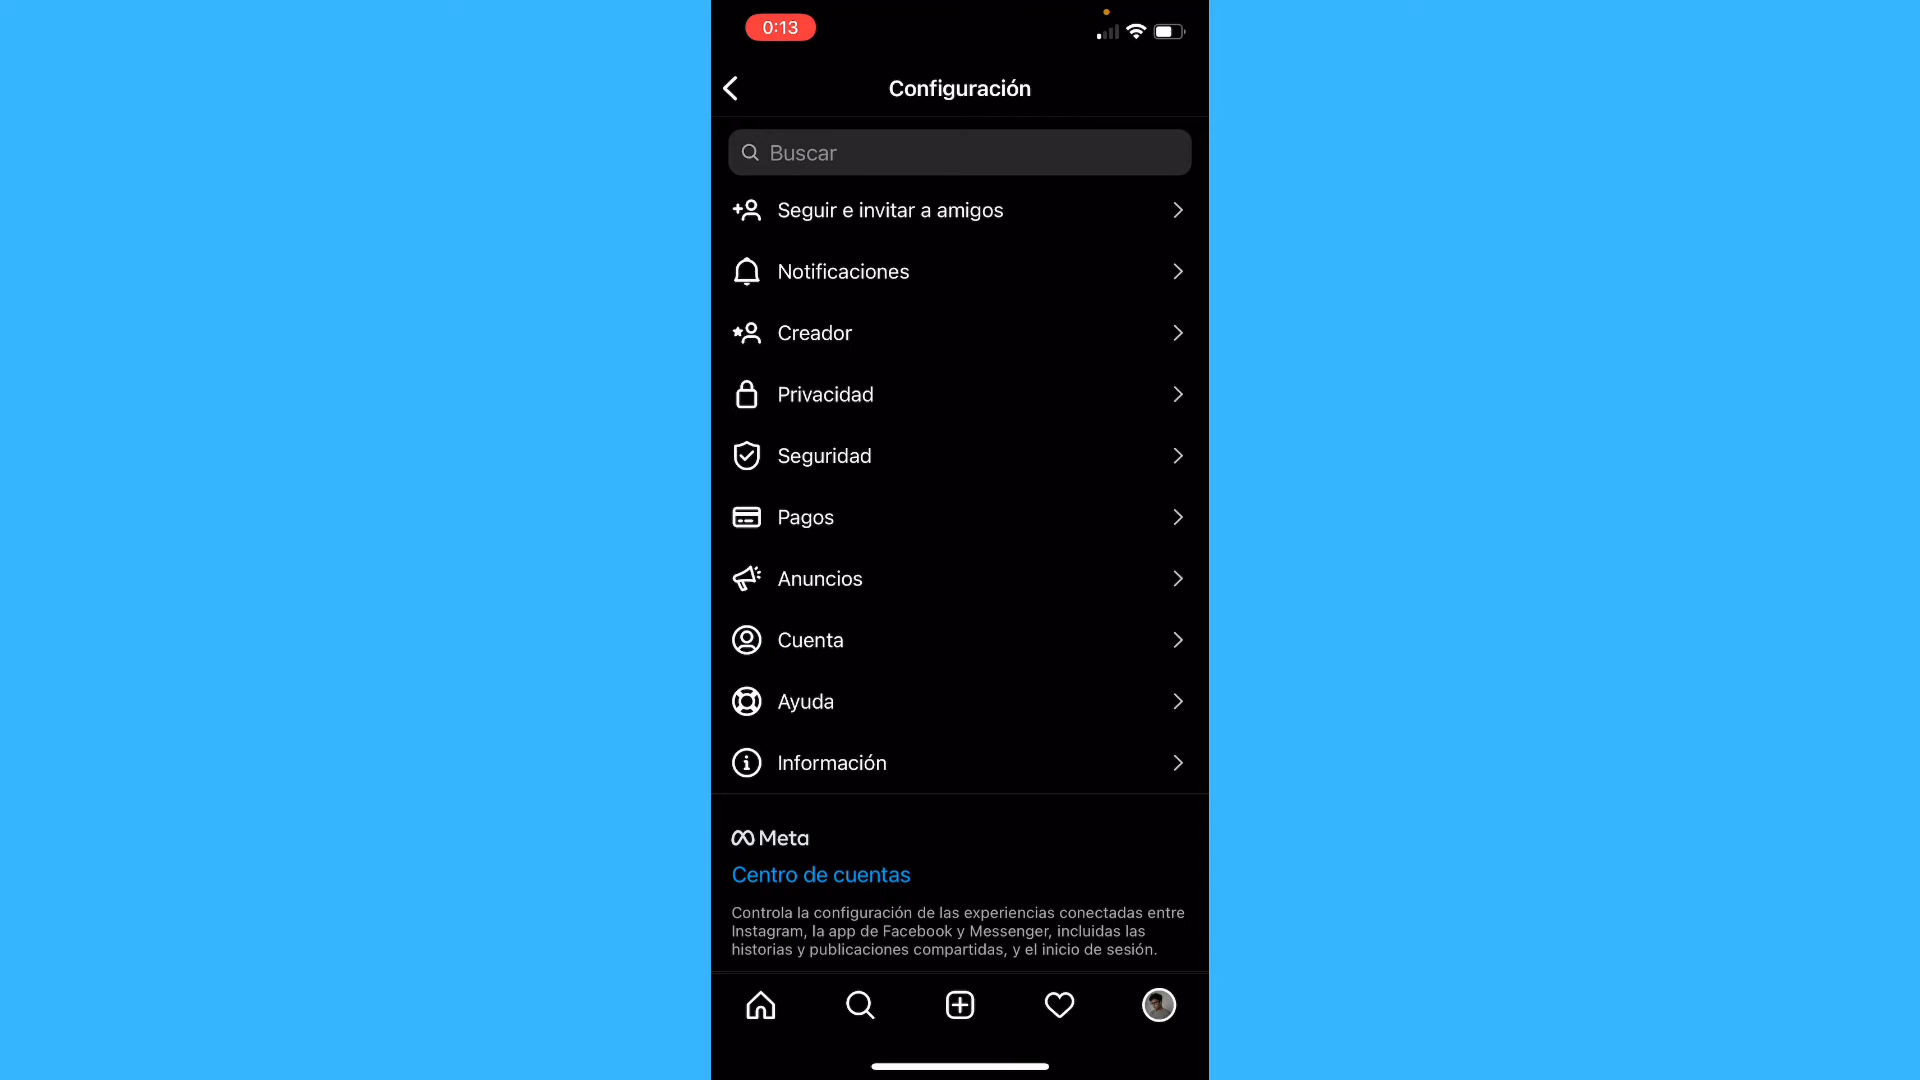 0:13
Configuración
Buscar
Seguir e invitar a amigos
Notificaciones
Creador
Privacidad
Seguridad
Pagos
Anuncios
Cuenta
Ayuda
Información
Meta
Centro de cuentas
Controla la configuración de las experiencias conectadas entre
Instagram, la app de Facebook y Messenger, incluidas las
historias y publicaciones compartidas, y el inicio de sesión.